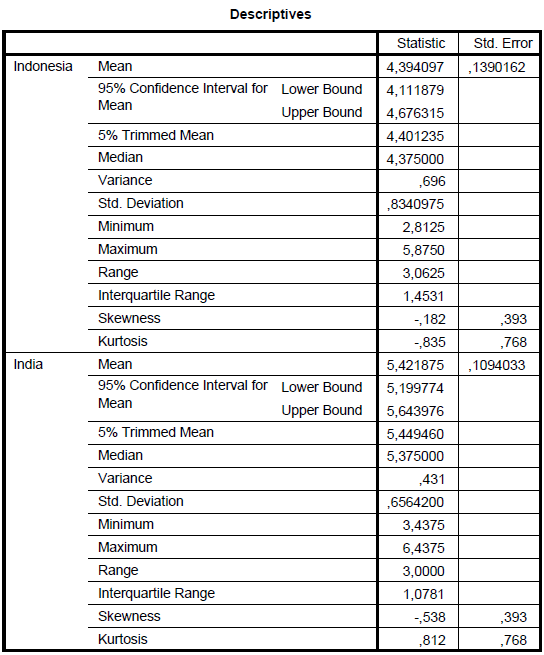 Descriptives
Statistic Std. Error
Indonesia Mean 4,394097 ,1390162
95% Confidence Interval for Mean Lower Bound 4,111879
Upper Bound 4,676315
5% Trimmed Mean 4,401235
Median 4,375000
Variance ,696
Std. Deviation ,8340975
Minimum 2,8125
Maximum 5,8750
Range 3,0625
Interquartile Range 1,4531
Skewness -,182 ,393
Kurtosis -,835 ,768
India Mean 5,421875 ,1094033
95% Confidence Interval for Mean Lower Bound 5,199774
Upper Bound 5,643976
5% Trimmed Mean 5,449460
Median 5,375000
Variance ,431
Std. Deviation ,6564200
Minimum 3,4375
Maximum 6,4375
Range 3,0000
Interquartile Range 1,0781
Skewness -,538 ,393
Kurtosis ,812 ,768